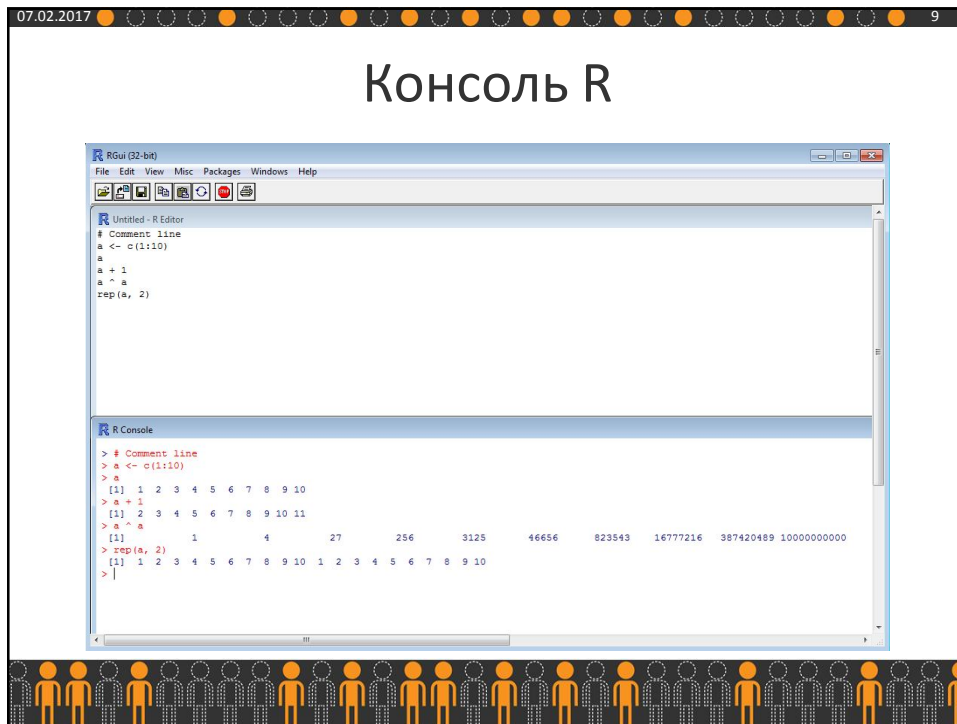 07.02.2017
9
Консоль R
RGui (32-bit)
File Edit View Misc Packages Windows Help
STOP
Untitled - R Editor
# Comment line
a <- c(1:10)
a
a + 1
a ^ a
rep(a, 2)
R Console
> # Comment line
> a <- c(1:10)
> a
[1] 1 2 3 4 5 6 7 8 9 10
> a + 1
[1] 2 3 4 5 6 7 8 9 10 11
> a ^ a
[1] 1 4 27 256 3125 46656 823543 16777216 387420489 10000000000
> rep(a, 2)
[1] 1 2 3 4 5 6 7 8 9 10 1 2 3 4 5 6 7 8 9 10
>